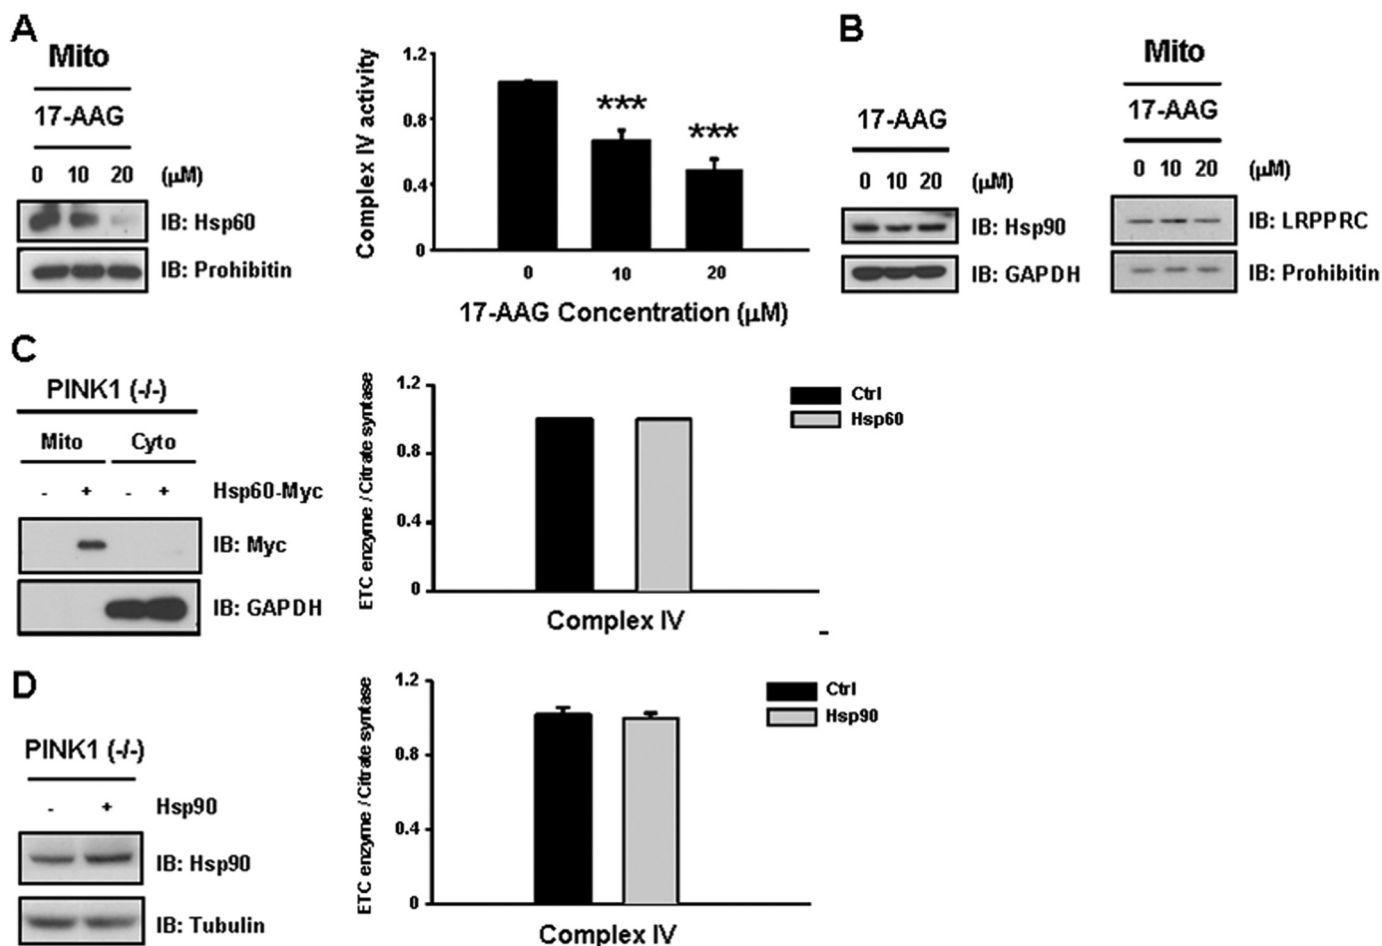 A
Mito
17-AAG
0 10 20 (µM)
IB: Hsp60
IB: Prohibitin
Complex IV activity
1.2
0.8
0.4
0
*** ***
0 10 20
17-AAG Concentration (µM)
B
17-AAG
0 10 20 (µM)
IB: Hsp90
IB: GAPDH
Mito
17-AAG
0 10 20 (µM)
IB: LRPPRC
IB: Prohibitin
C
PINK1 (-/-)
Mito Cyto
- + - + Hsp60-Myc
IB: Myc
IB: GAPDH
ETC enzyme / Citrate syntase
1.2
0.8
0.4
0
Complex IV
Ctrl
Hsp60
D
PINK1 (-/-)
- + Hsp90
IB: Hsp90
IB: Tubulin
ETC enzyme / Citrate syntase
1.2
0.8
0.4
0
Complex IV
Ctrl
Hsp90